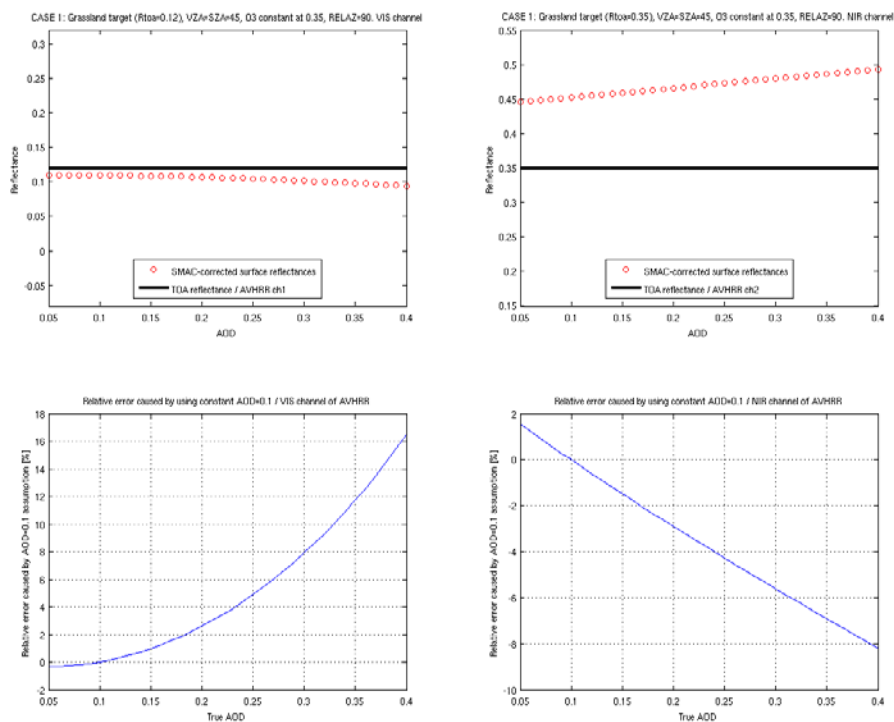 CASE 1: Grassland target (Rtoa=0.12), VZA=SZA=45, O3 constant at 0.35, RELAZ=90. VIS channel
0.3
0.2
0.1
0.05
0
-0.05
Reflectance
SMAC-corrected surface reflectances
TOA reflectance / AVHRR ch1
0.05 0.1 0.15 0.2 0.25 0.3 0.35 0.4
AOD
CASE 1: Grassland target (Rtoa=0.35), VZA=SZA=45, O3 constant at 0.35, RELAZ=90. NIR channel
0.55
0.5
0.45
0.4
0.35
0.3
0.25
0.2
0.15
Reflectance
SMAC-corrected surface reflectances
TOA reflectance / AVHRR ch2
0.05 0.1 0.15 0.2 0.25 0.3 0.35 0.4
AOD
Relative error caused by using constant AOD=0.1 / VIS channel of AVHRR
18
16
14
12
10
8
6
4
2
0
-2
Relative error caused by AOD=0.1 assumption [%]
0.05 0.1 0.15 0.2 0.25 0.3 0.35 0.4
True AOD
Relative error caused by using constant AOD=0.1 / NIR channel of AVHRR
2
0
-2
-4
-6
-8
-10
Relative error caused by AOD=0.1 assumption [%]
0.05 0.1 0.15 0.2 0.25 0.3 0.35 0.4
True AOD